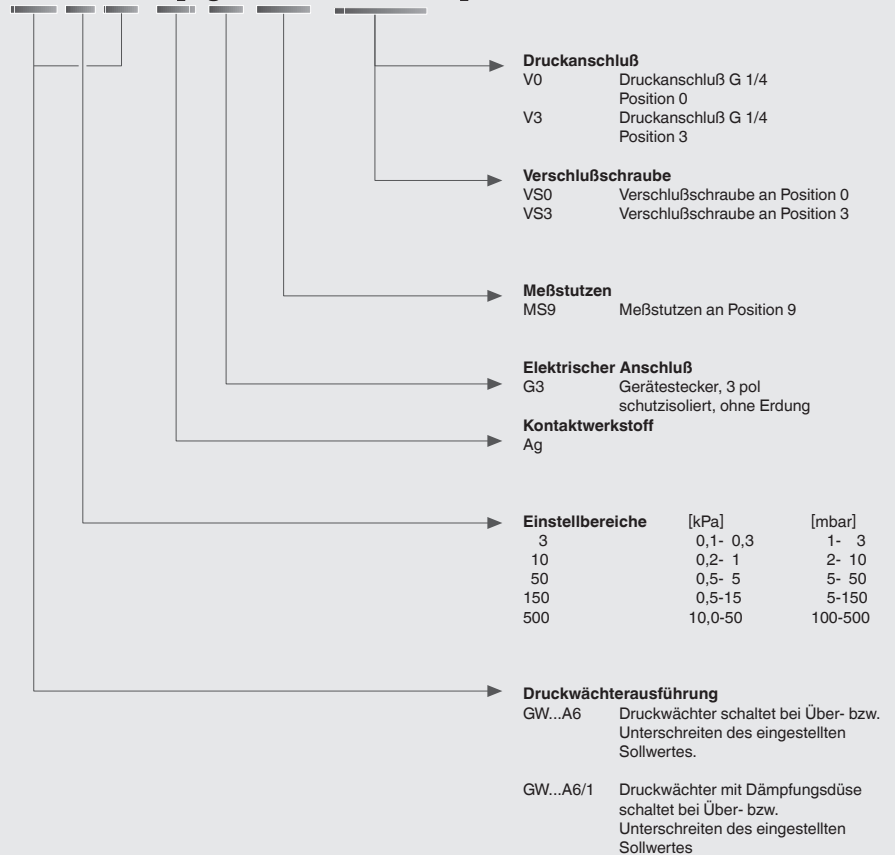 Druckanschluß
V0 Druckanschluß G 1/4
Position 0
V3 Druckanschluß G 1/4
Position 3
Verschlußschraube
VS0 Verschlußschraube an Position 0
VS3 Verschlußschraube an Position 3
Meßstutzen
MS9 Meßstutzen an Position 9
Elektrischer Anschluß
G3 Gerätestecker, 3 pol
schutzisoliert, ohne Erdung
Kontaktwerkstoff
Ag
Einstellbereiche [kPa] [mbar]
3 0,1- 0,3 1- 3
10 0,2- 1 2- 10
50 0,5- 5 5- 50
150 0,5-15 5-150
500 10,0-50 100-500
Druckwächterausführung
GW...A6 Druckwächter schaltet bei Über- bzw.
Unterschreiten des eingestellten
Sollwertes.
GW...A6/1 Druckwächter mit Dämpfungsdüse
schaltet bei Über- bzw.
Unterschreiten des eingestellten
Sollwertes